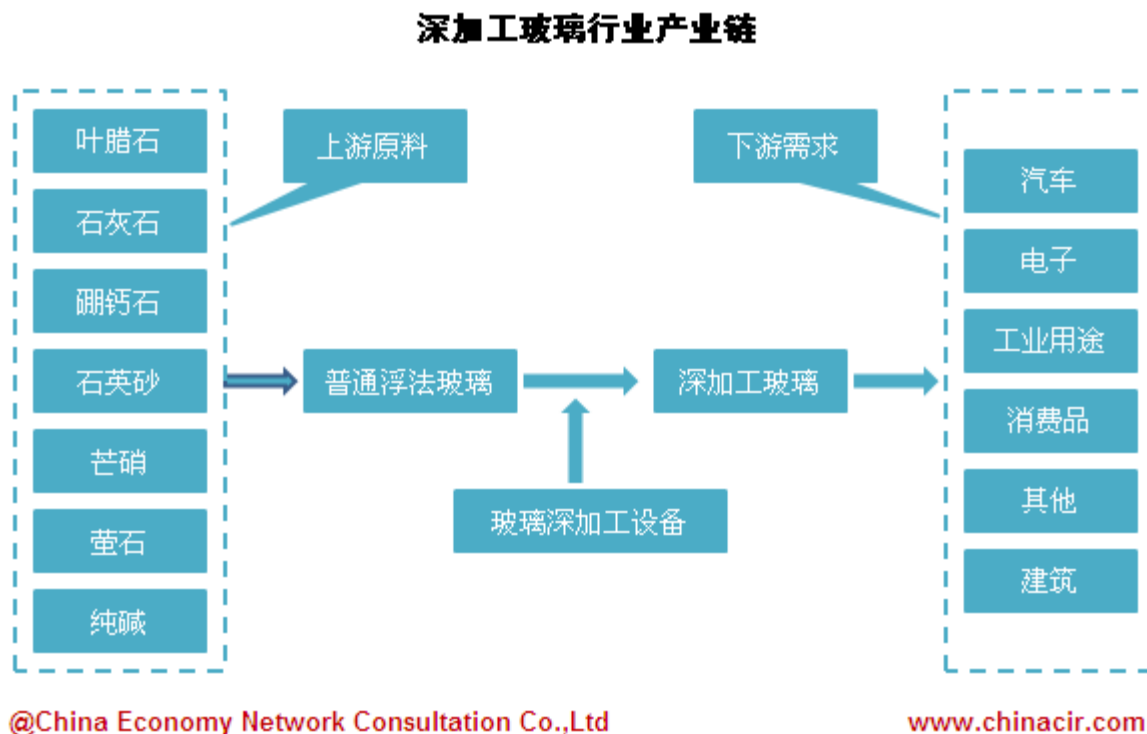 深加工玻璃行业产业链
叶腊石
石灰石
硼钙石
石英砂
芒硝
萤石
纯碱
上游原料
普通浮法玻璃
玻璃深加工设备
深加工玻璃
下游需求
汽车
电子
工业用途
消费品
其他
建筑
@China Economy Network Consultation Co.,Ltd
www.chinacir.com